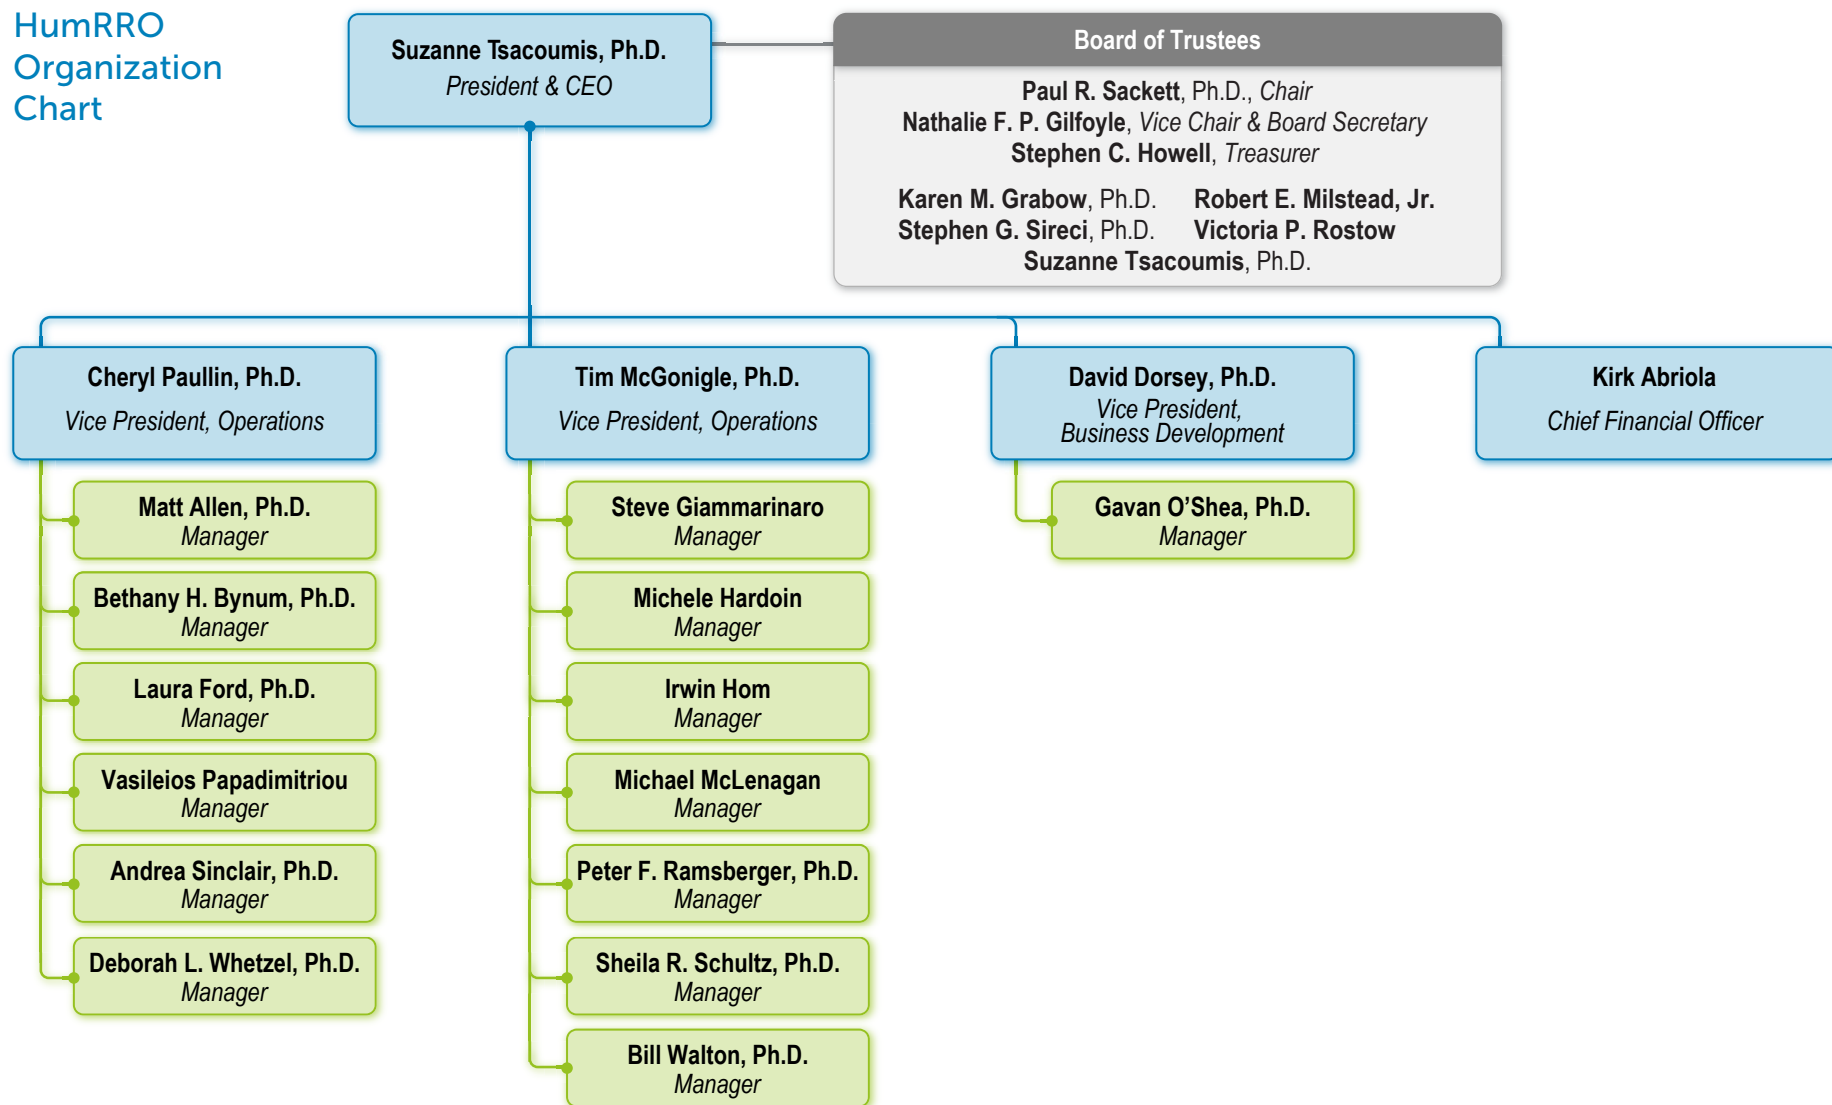 HumRRO
Organization
Chart
Suzanne Tsacoumis, Ph.D.
President & CEO
Board of Trustees
Paul R. Sackett, Ph.D., Chair
Nathalie F. P. Gilfoyle, Vice Chair & Board Secretary
Stephen C. Howell, Treasurer
Karen M. Grabow, Ph.D. Robert E. Milstead, Jr.
Stephen G. Sireci, Ph.D. Victoria P. Rostow
Suzanne Tsacoumis, Ph.D.
Cheryl Paullin, Ph.D.
Vice President, Operations
Matt Allen, Ph.D.
Manager
Bethany H. Bynum, Ph.D.
Manager
Laura Ford, Ph.D.
Manager
Vasileios Papadimitriou
Manager
Andrea Sinclair, Ph.D.
Manager
Deborah L. Whetzel, Ph.D.
Manager
Tim McGonigle, Ph.D.
Vice President, Operations
Steve Giammarinaro
Manager
Michele Hardoin
Manager
Irwin Hom
Manager
Michael McLenagan
Manager
Peter F. Ramsberger, Ph.D.
Manager
Sheila R. Schultz, Ph.D.
Manager
Bill Walton, Ph.D.
Manager
David Dorsey, Ph.D.
Vice President,
Business Development
Gavan O'Shea, Ph.D.
Manager
Kirk Abriola
Chief Financial Officer